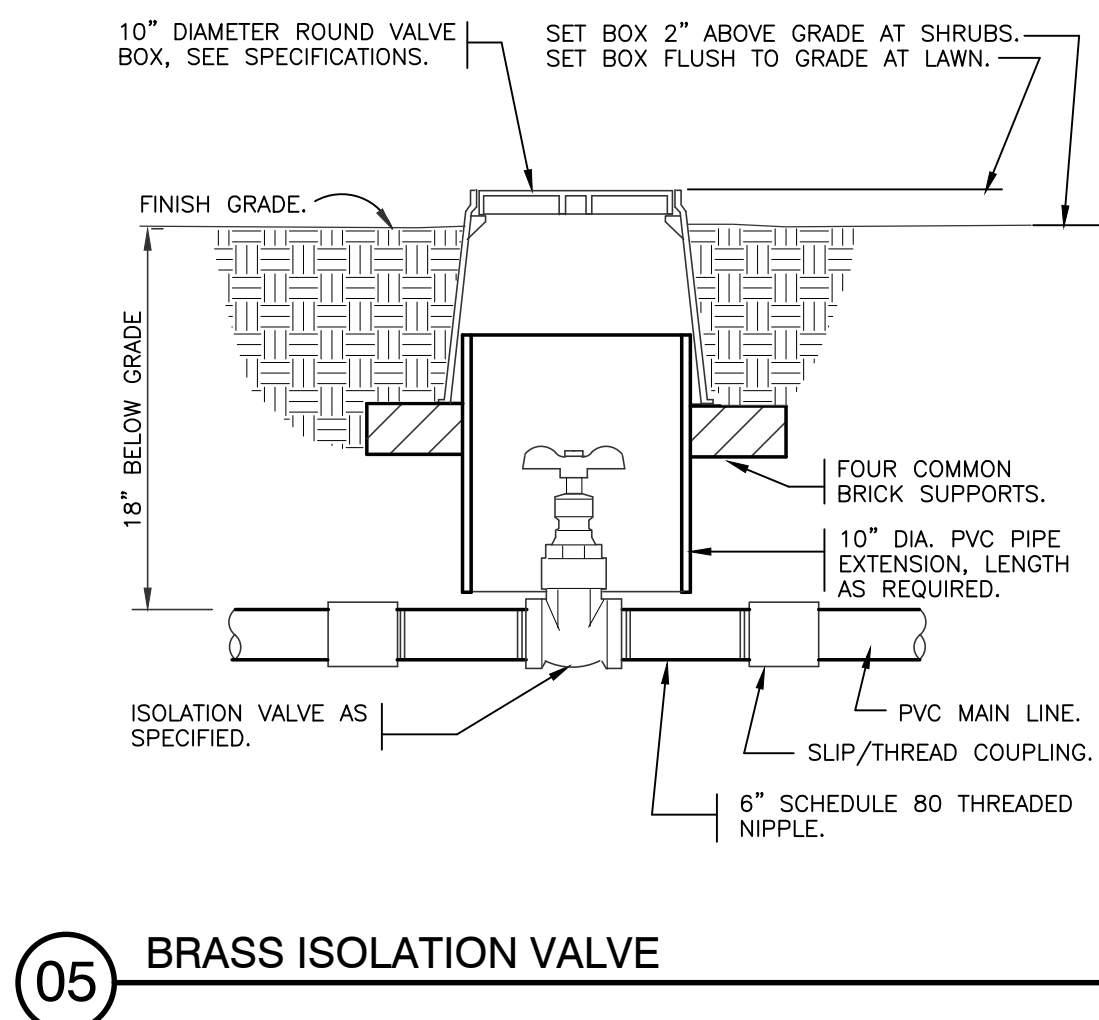 10” DIAMETER ROUND VALVE
BOX, SEE SPECIFICATIONS.
SET BOX 2” ABOVE GRADE AT SHRUBS.
SET BOX FLUSH TO GRADE AT LAWN.
FINISH GRADE.
18” BELOW GRADE
FOUR COMMON
BRICK SUPPORTS.
10” DIA. PVC PIPE
EXTENSION, LENGTH
AS REQUIRED.
ISOLATION VALVE AS
SPECIFIED.
PVC MAIN LINE.
SLIP/THREAD COUPLING.
6” SCHEDULE 80 THREADED
NIPPLE.
05 BRASS ISOLATION VALVE